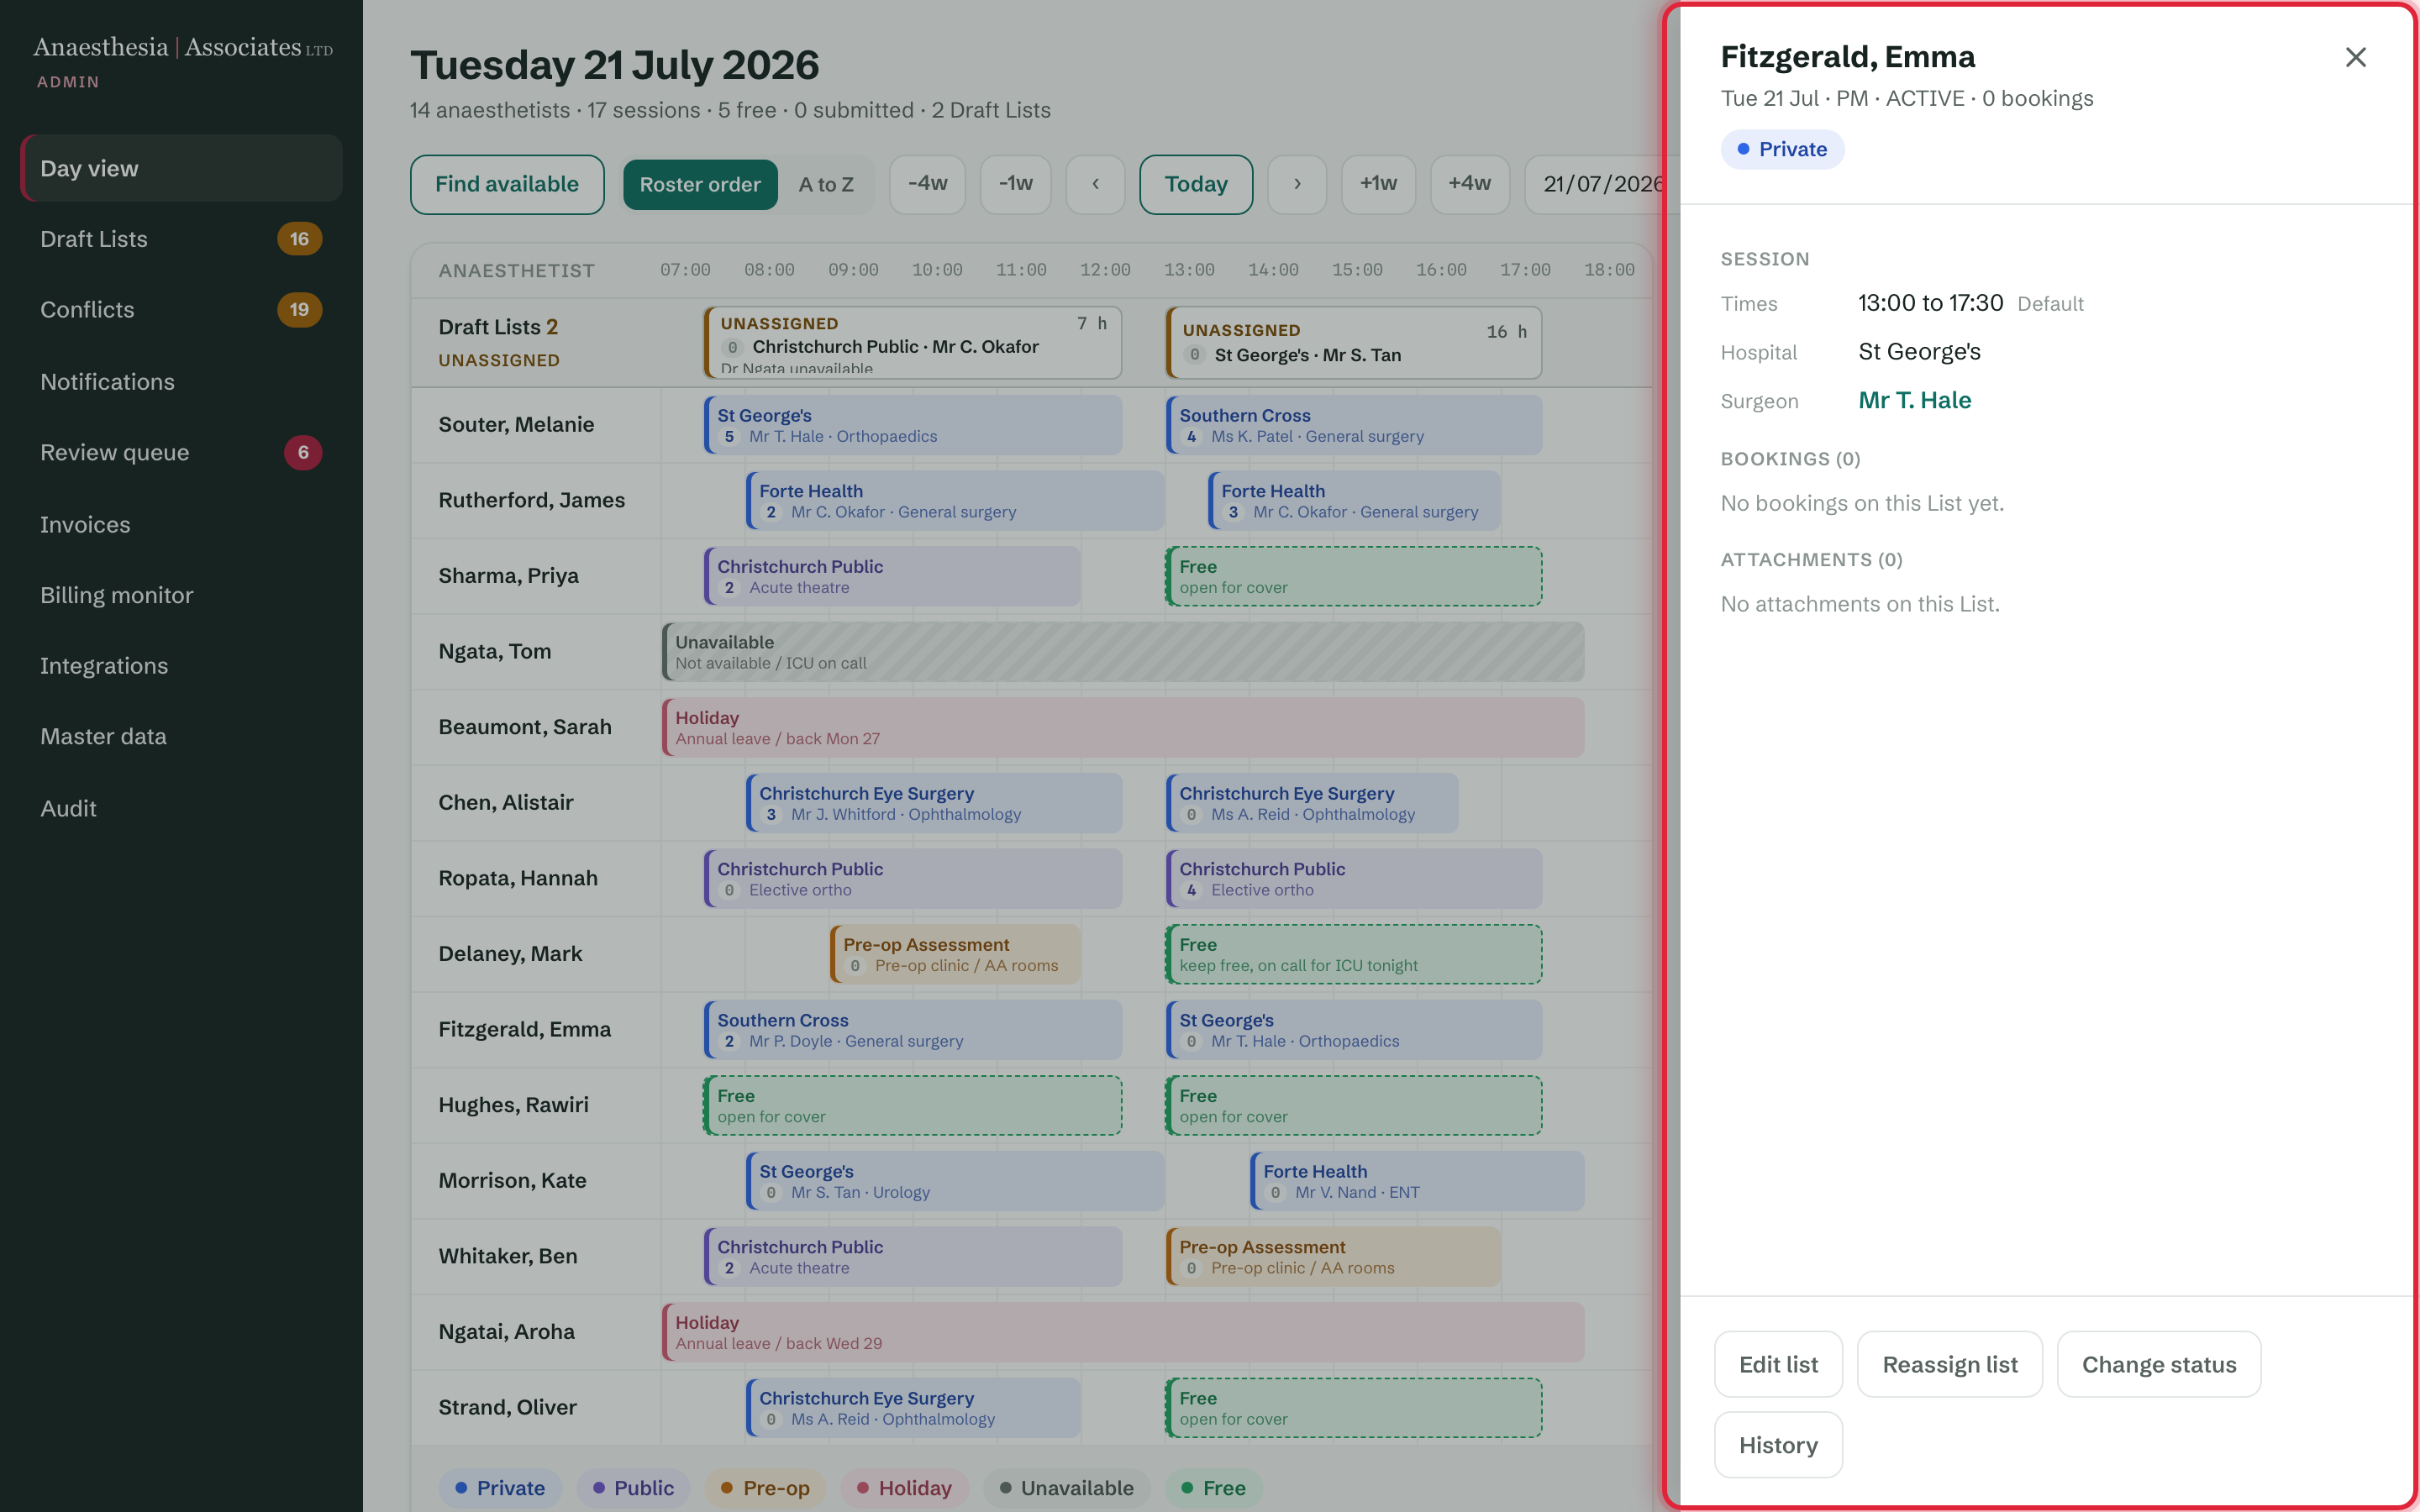 Anaesthesia | Associates LTD
ADMIN
Day view
Draft Lists 16
Conflicts 19
Notifications
Review queue 6
Invoices
Billing monitor
Integrations
Master data
Audit
Tuesday 21 July 2026
14 anaesthetists · 17 sessions · 5 free · 0 submitted · 2 Draft Lists
Find available Roster order A to Z -4w -1w ‹ Today › +1w +4w 21/07/2026
ANAESTHETIST 07:00 08:00 09:00 10:00 11:00 12:00 13:00 14:00 15:00 16:00 17:00 18:00
Draft Lists 2
UNASSIGNED
UNASSIGNED 7 h
0 Christchurch Public · Mr C. Okafor
Dr Ngata unavailable
UNASSIGNED 16 h
0 St George's · Mr S. Tan
Souter, Melanie
St George's
5 Mr T. Hale · Orthopaedics
Southern Cross
4 Ms K. Patel · General surgery
Rutherford, James
Forte Health
2 Mr C. Okafor · General surgery
Forte Health
3 Mr C. Okafor · General surgery
Sharma, Priya
Christchurch Public
2 Acute theatre
Free
open for cover
Ngata, Tom
Unavailable
Not available / ICU on call
Beaumont, Sarah
Holiday
Annual leave / back Mon 27
Chen, Alistair
Christchurch Eye Surgery
3 Mr J. Whitford · Ophthalmology
Christchurch Eye Surgery
0 Ms A. Reid · Ophthalmology
Ropata, Hannah
Christchurch Public
0 Elective ortho
Christchurch Public
4 Elective ortho
Delaney, Mark
Pre-op Assessment
0 Pre-op clinic / AA rooms
Free
keep free, on call for ICU tonight
Fitzgerald, Emma
Southern Cross
2 Mr P. Doyle · General surgery
St George's
0 Mr T. Hale · Orthopaedics
Hughes, Rawiri
Free
open for cover
Free
open for cover
Morrison, Kate
St George's
0 Mr S. Tan · Urology
Forte Health
0 Mr V. Nand · ENT
Whitaker, Ben
Christchurch Public
2 Acute theatre
Pre-op Assessment
0 Pre-op clinic / AA rooms
Ngatai, Aroha
Holiday
Annual leave / back Wed 29
Strand, Oliver
Christchurch Eye Surgery
0 Ms A. Reid · Ophthalmology
Free
open for cover
Private Public Pre-op Holiday Unavailable Free
Fitzgerald, Emma
Tue 21 Jul · PM · ACTIVE · 0 bookings
Private
SESSION
Times 13:00 to 17:30 Default
Hospital St George's
Surgeon Mr T. Hale
BOOKINGS (0)
No bookings on this List yet.
ATTACHMENTS (0)
No attachments on this List.
Edit list Reassign list Change status
History